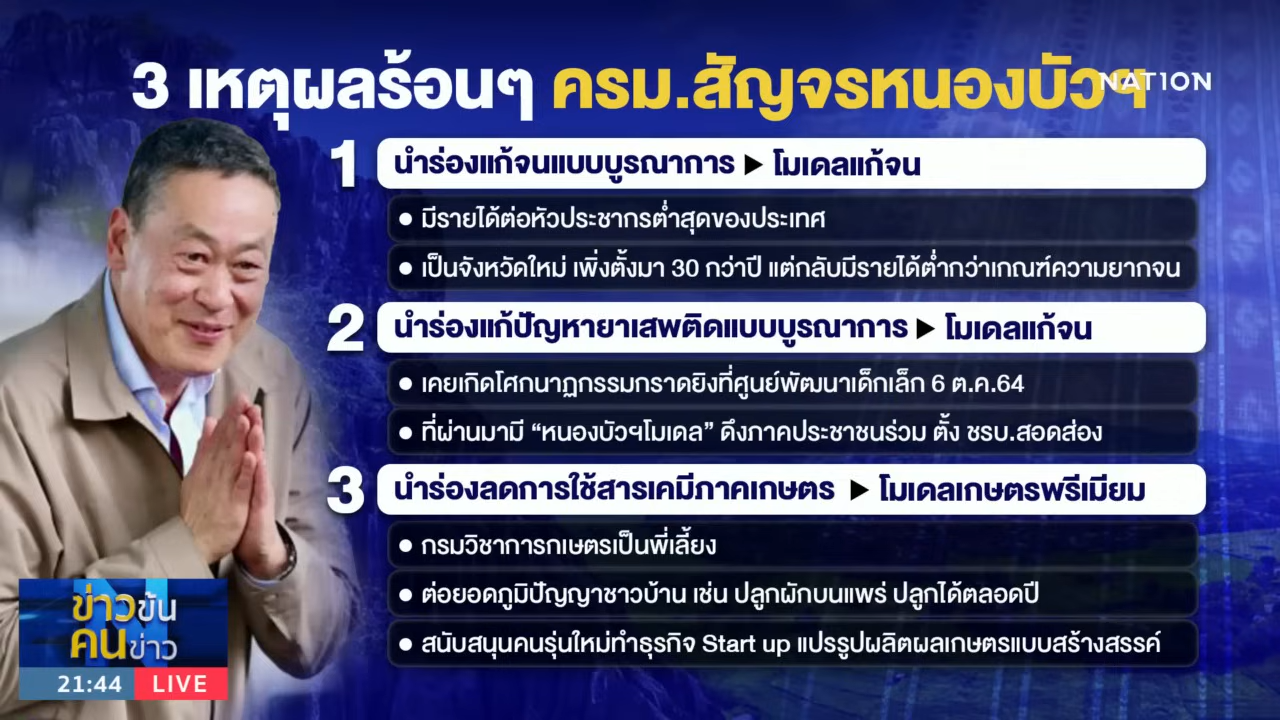 3 เหตุผลร้อนๆ ครม.สัญจรหนองบัวฯ
NATION
1 นำร่องแก้จนแบบบูรณาการ ▶ โมเดลแก้จน
● มีรายได้ต่อหัวประชากรต่ำสุดของประเทศ
● เป็นจังหวัดใหม่ เพิ่งตั้งมา 30 กว่าปี แต่กลับมีรายได้ต่ำกว่าเกณฑ์ความยากจน
2 นำร่องแก้ปัญหายาเสพติดแบบบูรณาการ ▶ โมเดลแก้จน
● เคยเกิดโศกนาฏกรรมกราดยิงที่ศูนย์พัฒนาเด็กเล็ก 6 ต.ค.64
● ที่ผ่านมามี “หนองบัวฯโมเดล” ดึงภาคประชาชนร่วม ตั้ง ชรบ.สอดส่อง
3 นำร่องลดการใช้สารเคมีภาคเกษตร ▶ โมเดลเกษตรพรีเมียม
● กรมวิชาการกเษตรเป็นพี่เลี้ยง
● ต่อยอดภูมิปัญญาชาวบ้าน เช่น ปลูกผักบนแพร่ ปลูกได้ตลอดปี
● สนับสนุนคนรุ่นใหม่ทำธุรกิจ Start up แปรรูปผลิตผลเกษตรแบบสร้างสรรค์
ข่าวข้น
คนข่าว
21:44 LIVE